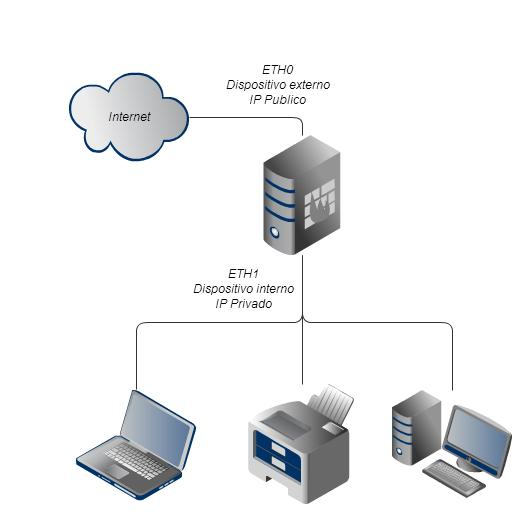 ETH0
Dispositivo externo
IP Publico
Internet
ETH1
Dispositivo interno
IP Privado